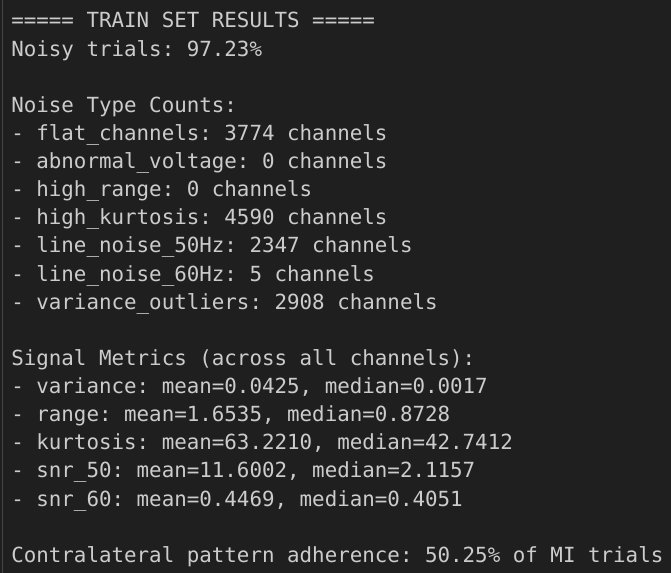 ===== TRAIN SET RESULTS =====
Noisy trials: 97.23%
Noise Type Counts:
- flat_channels: 3774 channels
- abnormal_voltage: 0 channels
- high_range: 0 channels
- high_kurtosis: 4590 channels
- line_noise_50Hz: 2347 channels
- line_noise_60Hz: 5 channels
- variance_outliers: 2908 channels
Signal Metrics (across all channels):
- variance: mean=0.0425, median=0.0017
- range: mean=1.6535, median=0.8728
- kurtosis: mean=63.2210, median=42.7412
- snr_50: mean=11.6002, median=2.1157
- snr_60: mean=0.4469, median=0.4051
Contralateral pattern adherence: 50.25% of MI trials